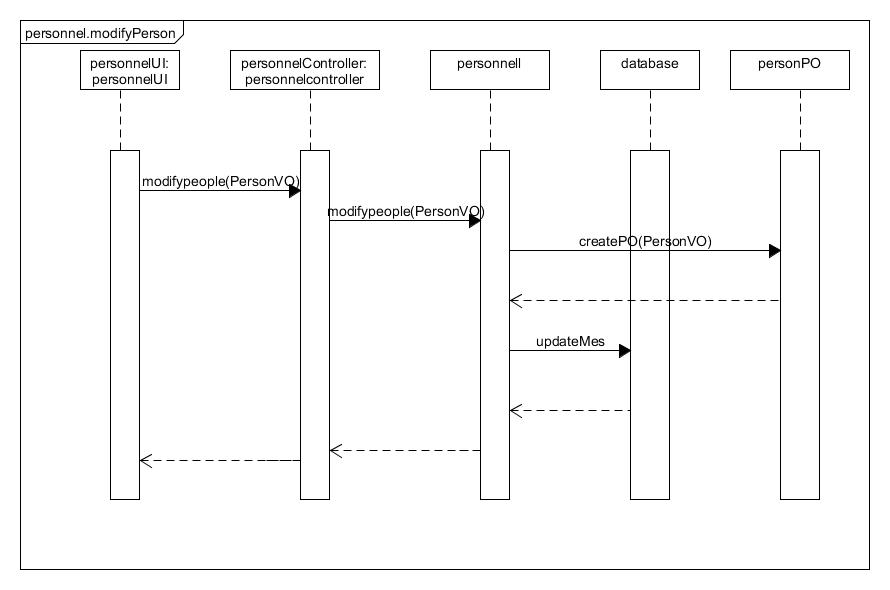 personnel.modifyPerson
personnelUI:
personnelUI
personnelController:
personnelcontroller
personnell
database
personPO
modifypeople(PersonVO)
modifypeople(PersonVO)
createPO(PersonVO)
updateMes